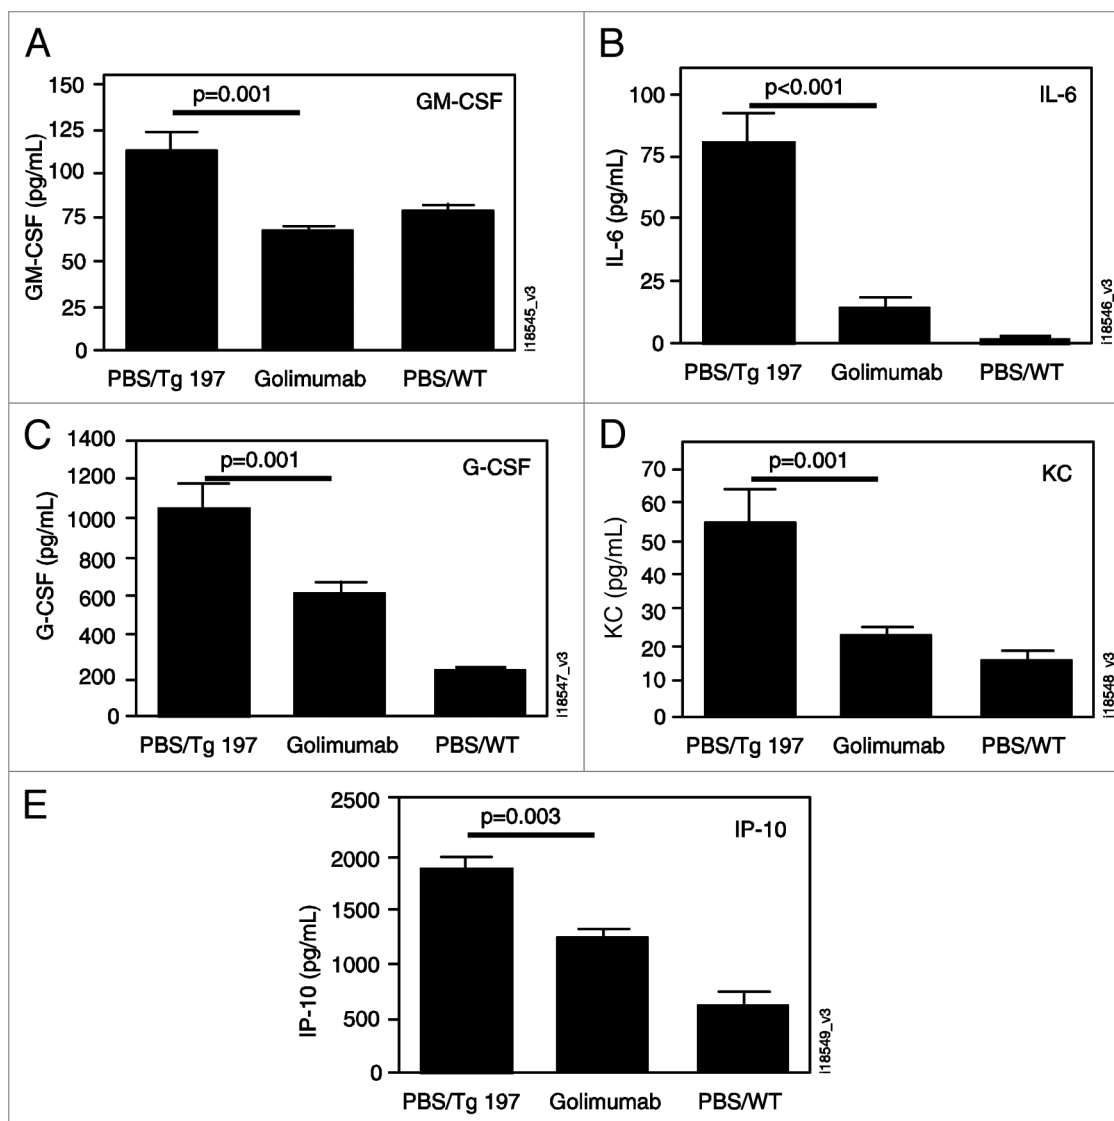 A
150
125
100
75
50
25
0
GM-CSF (pg/mL)
p=0.001
GM-CSF
PBS/Tg 197 Golimumab PBS/WT
i18545_v3
B
100
75
50
25
0
IL-6 (pg/mL)
p<0.001
IL-6
PBS/Tg 197 Golimumab PBS/WT
i18546_v3
C
1400
1200
1000
800
600
400
200
0
G-CSF (pg/mL)
p=0.001
G-CSF
PBS/Tg 197 Golimumab PBS/WT
i18547_v3
D
70
60
50
40
30
20
10
0
KC (pg/mL)
p=0.001
KC
PBS/Tg 197 Golimumab PBS/WT
i18548_v3
E
2500
2000
1500
1000
500
0
IP-10 (pg/mL)
p=0.003
IP-10
PBS/Tg 197 Golimumab PBS/WT
i18549_v3